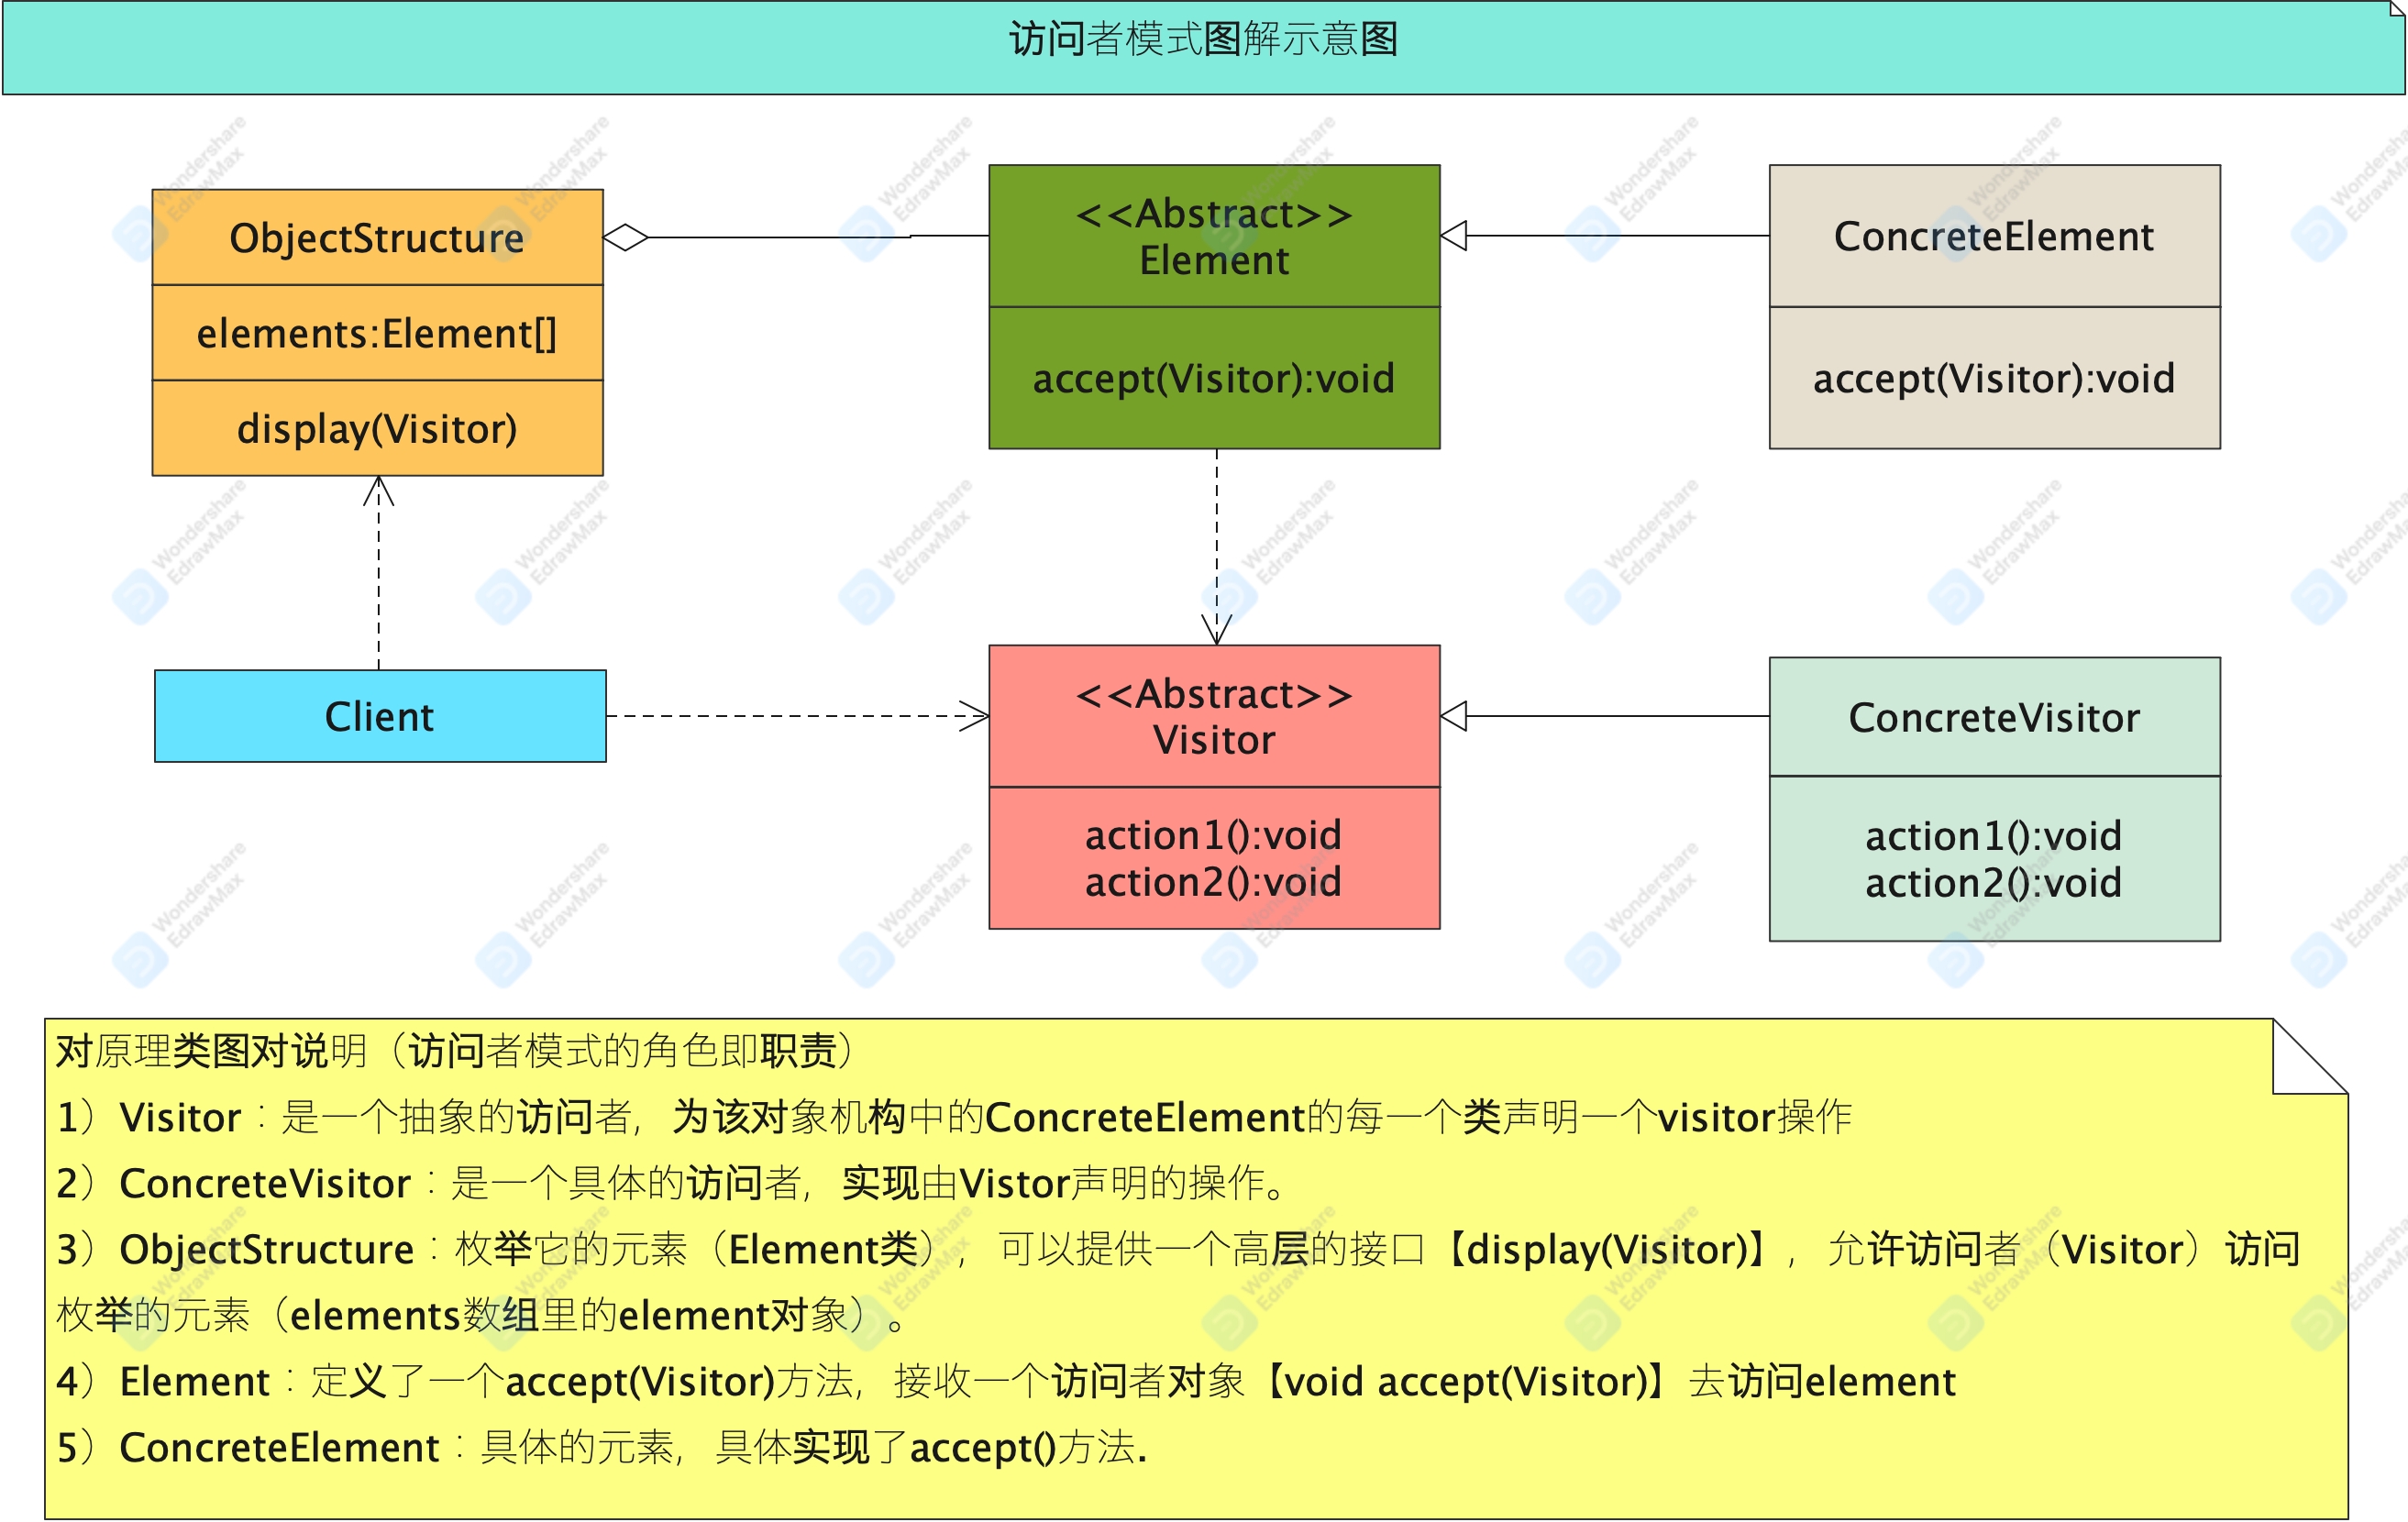 访问者模式图解示意图
ObjectStructure
elements:Element[]
display(Visitor)
<<Abstract>>
Element
accept(Visitor):void
ConcreteElement
accept(Visitor):void
Client
<<Abstract>>
Visitor
action1():void
action2():void
ConcreteVisitor
action1():void
action2():void
对原理类图对说明（访问者模式的角色即职责）
1）Visitor：是一个抽象的访问者，为该对象机构中的ConcreteElement的每一个类声明一个visitor操作
2）ConcreteVisitor：是一个具体的访问者，实现由Vistor声明的操作。
3）ObjectStructure：枚举它的元素（Element类），可以提供一个高层的接口【display(Visitor)】，允许访问者（Visitor）访问
枚举的元素（elements数组里的element对象）。
4）Element：定义了一个accept(Visitor)方法，接收一个访问者对象【void accept(Visitor)】去访问element
5）ConcreteElement：具体的元素，具体实现了accept()方法.
Wondershare
EdrawMax